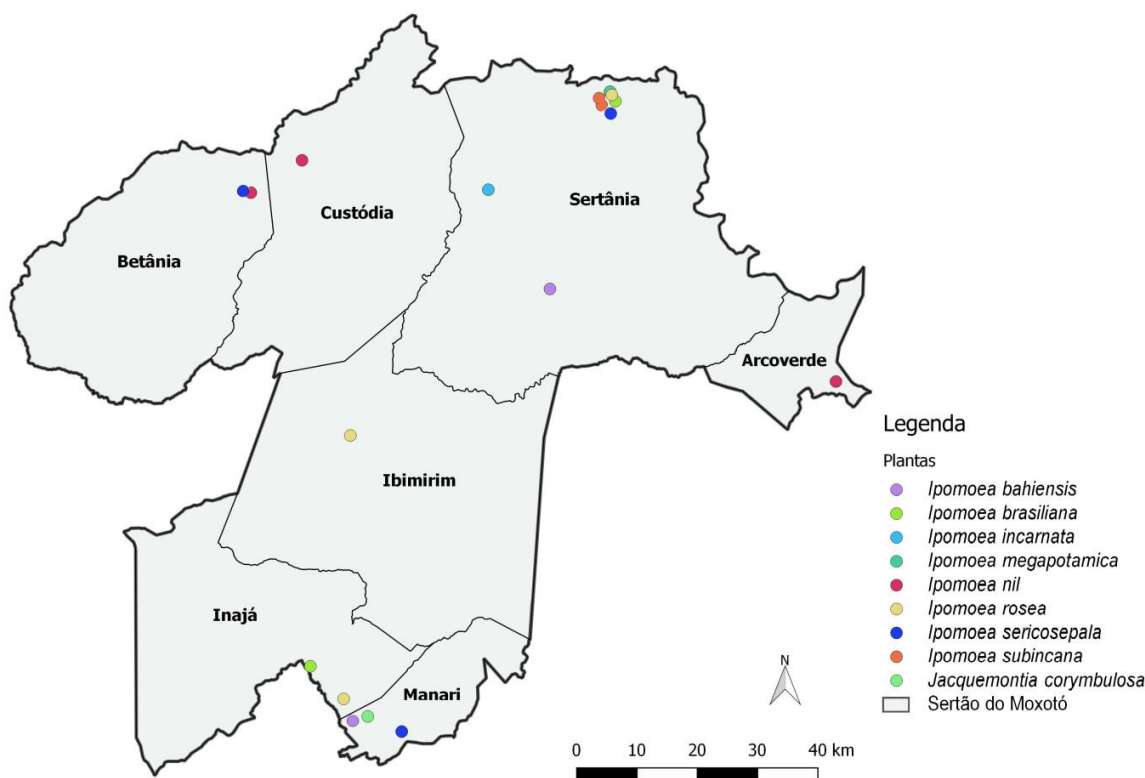 Sertânia
Custódia
Betânia
Arcoverde
Ibimirim
Inajá
Manari
Legenda
Plantas
Ipomoea bahiensis
Ipomoea brasiliana
Ipomoea incarnata
Ipomoea megapotamica
Ipomoea nil
Ipomoea rosea
Ipomoea sericosepala
Ipomoea subincana
Jacquemontia corymbulosa
Sertão do Moxotó
N
0 10 20 30 40 km